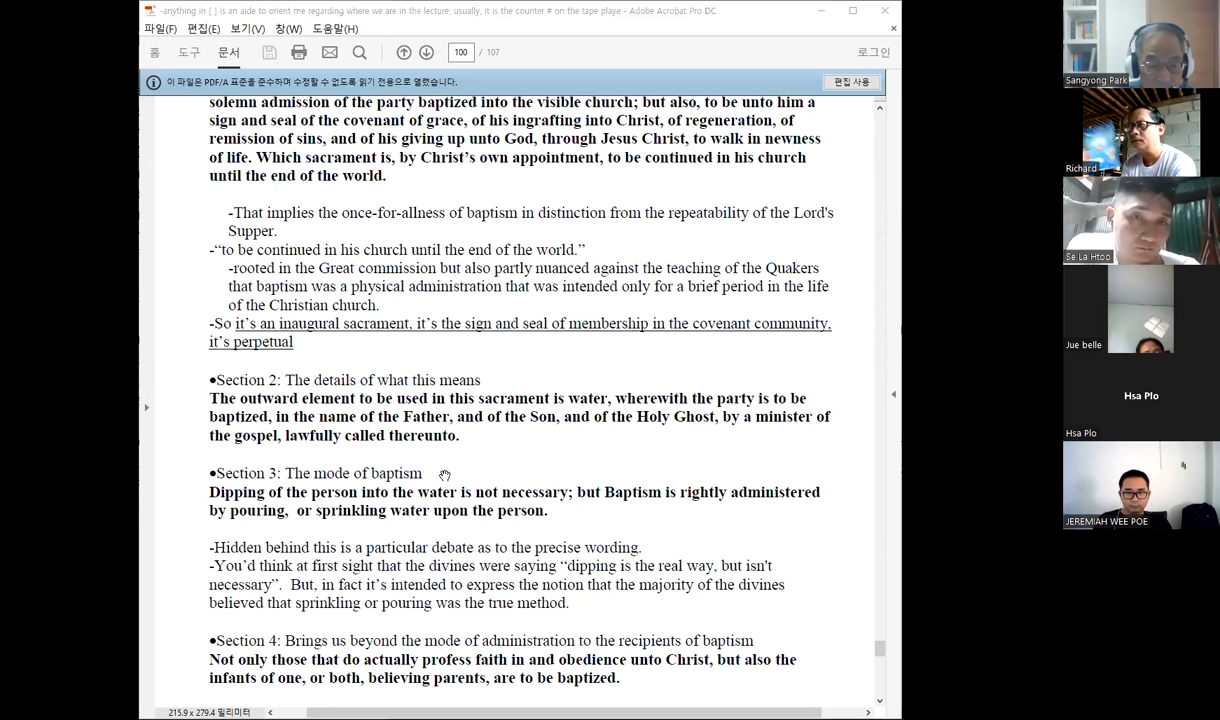 -anything in [ ] is an aide to orient me regarding where we are in the lecture; usually, it is the counter # on the tape playe - Adobe Acrobat Pro DC
파일(F) 편집(E) 보기(V) 창(W) 도움말(H)
홈 도구 문서 100 / 107 로그인
이 파일은 PDF/A 표준을 준수하며 수정할 수 없도록 읽기 전용으로 열렸습니다. 편집 사용
solemn admission of the party baptized into the visible church; but also, to be unto him a
sign and seal of the covenant of grace, of his ingrafting into Christ, of regeneration, of
remission of sins, and of his giving up unto God, through Jesus Christ, to walk in newness
of life. Which sacrament is, by Christ's own appointment, to be continued in his church
until the end of the world.
-That implies the once-for-allness of baptism in distinction from the repeatability of the Lord's
Supper.
-“to be continued in his church until the end of the world.”
-rooted in the Great commission but also partly nuanced against the teaching of the Quakers
that baptism was a physical administration that was intended only for a brief period in the life
of the Christian church.
-So it’s an inaugural sacrament, it’s the sign and seal of membership in the covenant community,
it’s perpetual
•Section 2: The details of what this means
The outward element to be used in this sacrament is water, wherewith the party is to be
baptized, in the name of the Father, and of the Son, and of the Holy Ghost, by a minister of
the gospel, lawfully called thereunto.
•Section 3: The mode of baptism
Dipping of the person into the water is not necessary; but Baptism is rightly administered
by pouring, or sprinkling water upon the person.
-Hidden behind this is a particular debate as to the precise wording.
-You’d think at first sight that the divines were saying “dipping is the real way, but isn't
necessary”. But, in fact it’s intended to express the notion that the majority of the divines
believed that sprinkling or pouring was the true method.
•Section 4: Brings us beyond the mode of administration to the recipients of baptism
Not only those that do actually profess faith in and obedience unto Christ, but also the
infants of one, or both, believing parents, are to be baptized.
215.9 x 279.4 밀리미터
Sangyong Park
Richard
Se La Htoo
Jue belle
Hsa Plo
Hsa Plo
JEREMIAH WEE POE